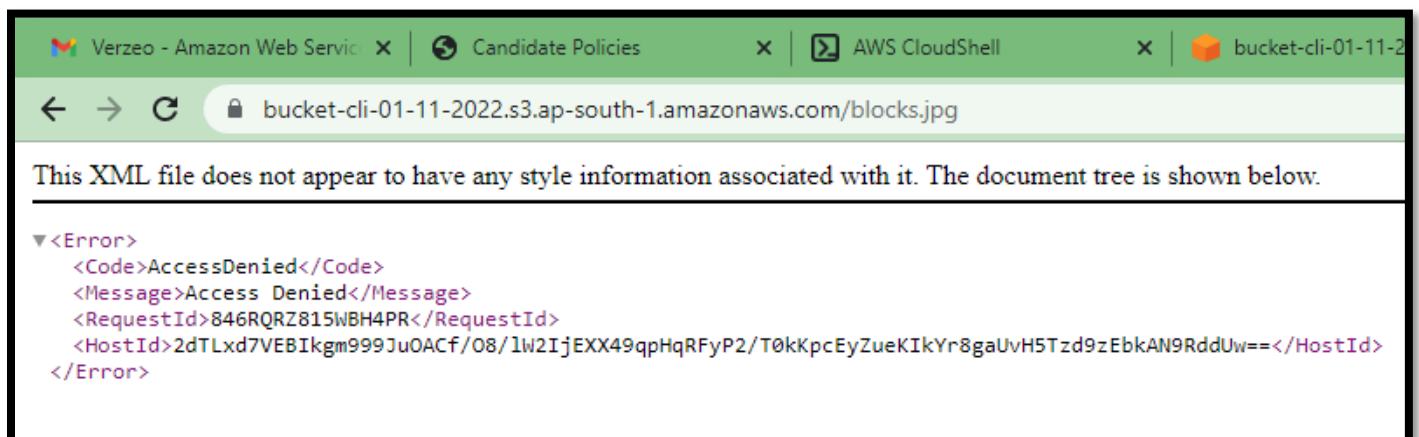 Verzeo - Amazon Web Servic
Candidate Policies
AWS CloudShell
bucket-cli-01-11-2
bucket-cli-01-11-2022.s3.ap-south-1.amazonaws.com/blocks.jpg
This XML file does not appear to have any style information associated with it. The document tree is shown below.
<Error>
<Code>AccessDenied</Code>
<Message>Access Denied</Message>
<RequestId>846RQRZ815WBH4PR</RequestId>
<HostId>2dTLxd7VEBIkgm999JuOACf/O8/lW2IjEXX49qpHqRFyP2/T0kKpcEyZueKIkYr8gaUvH5Tzd9zEbkAN9RddUw==</HostId>
</Error>